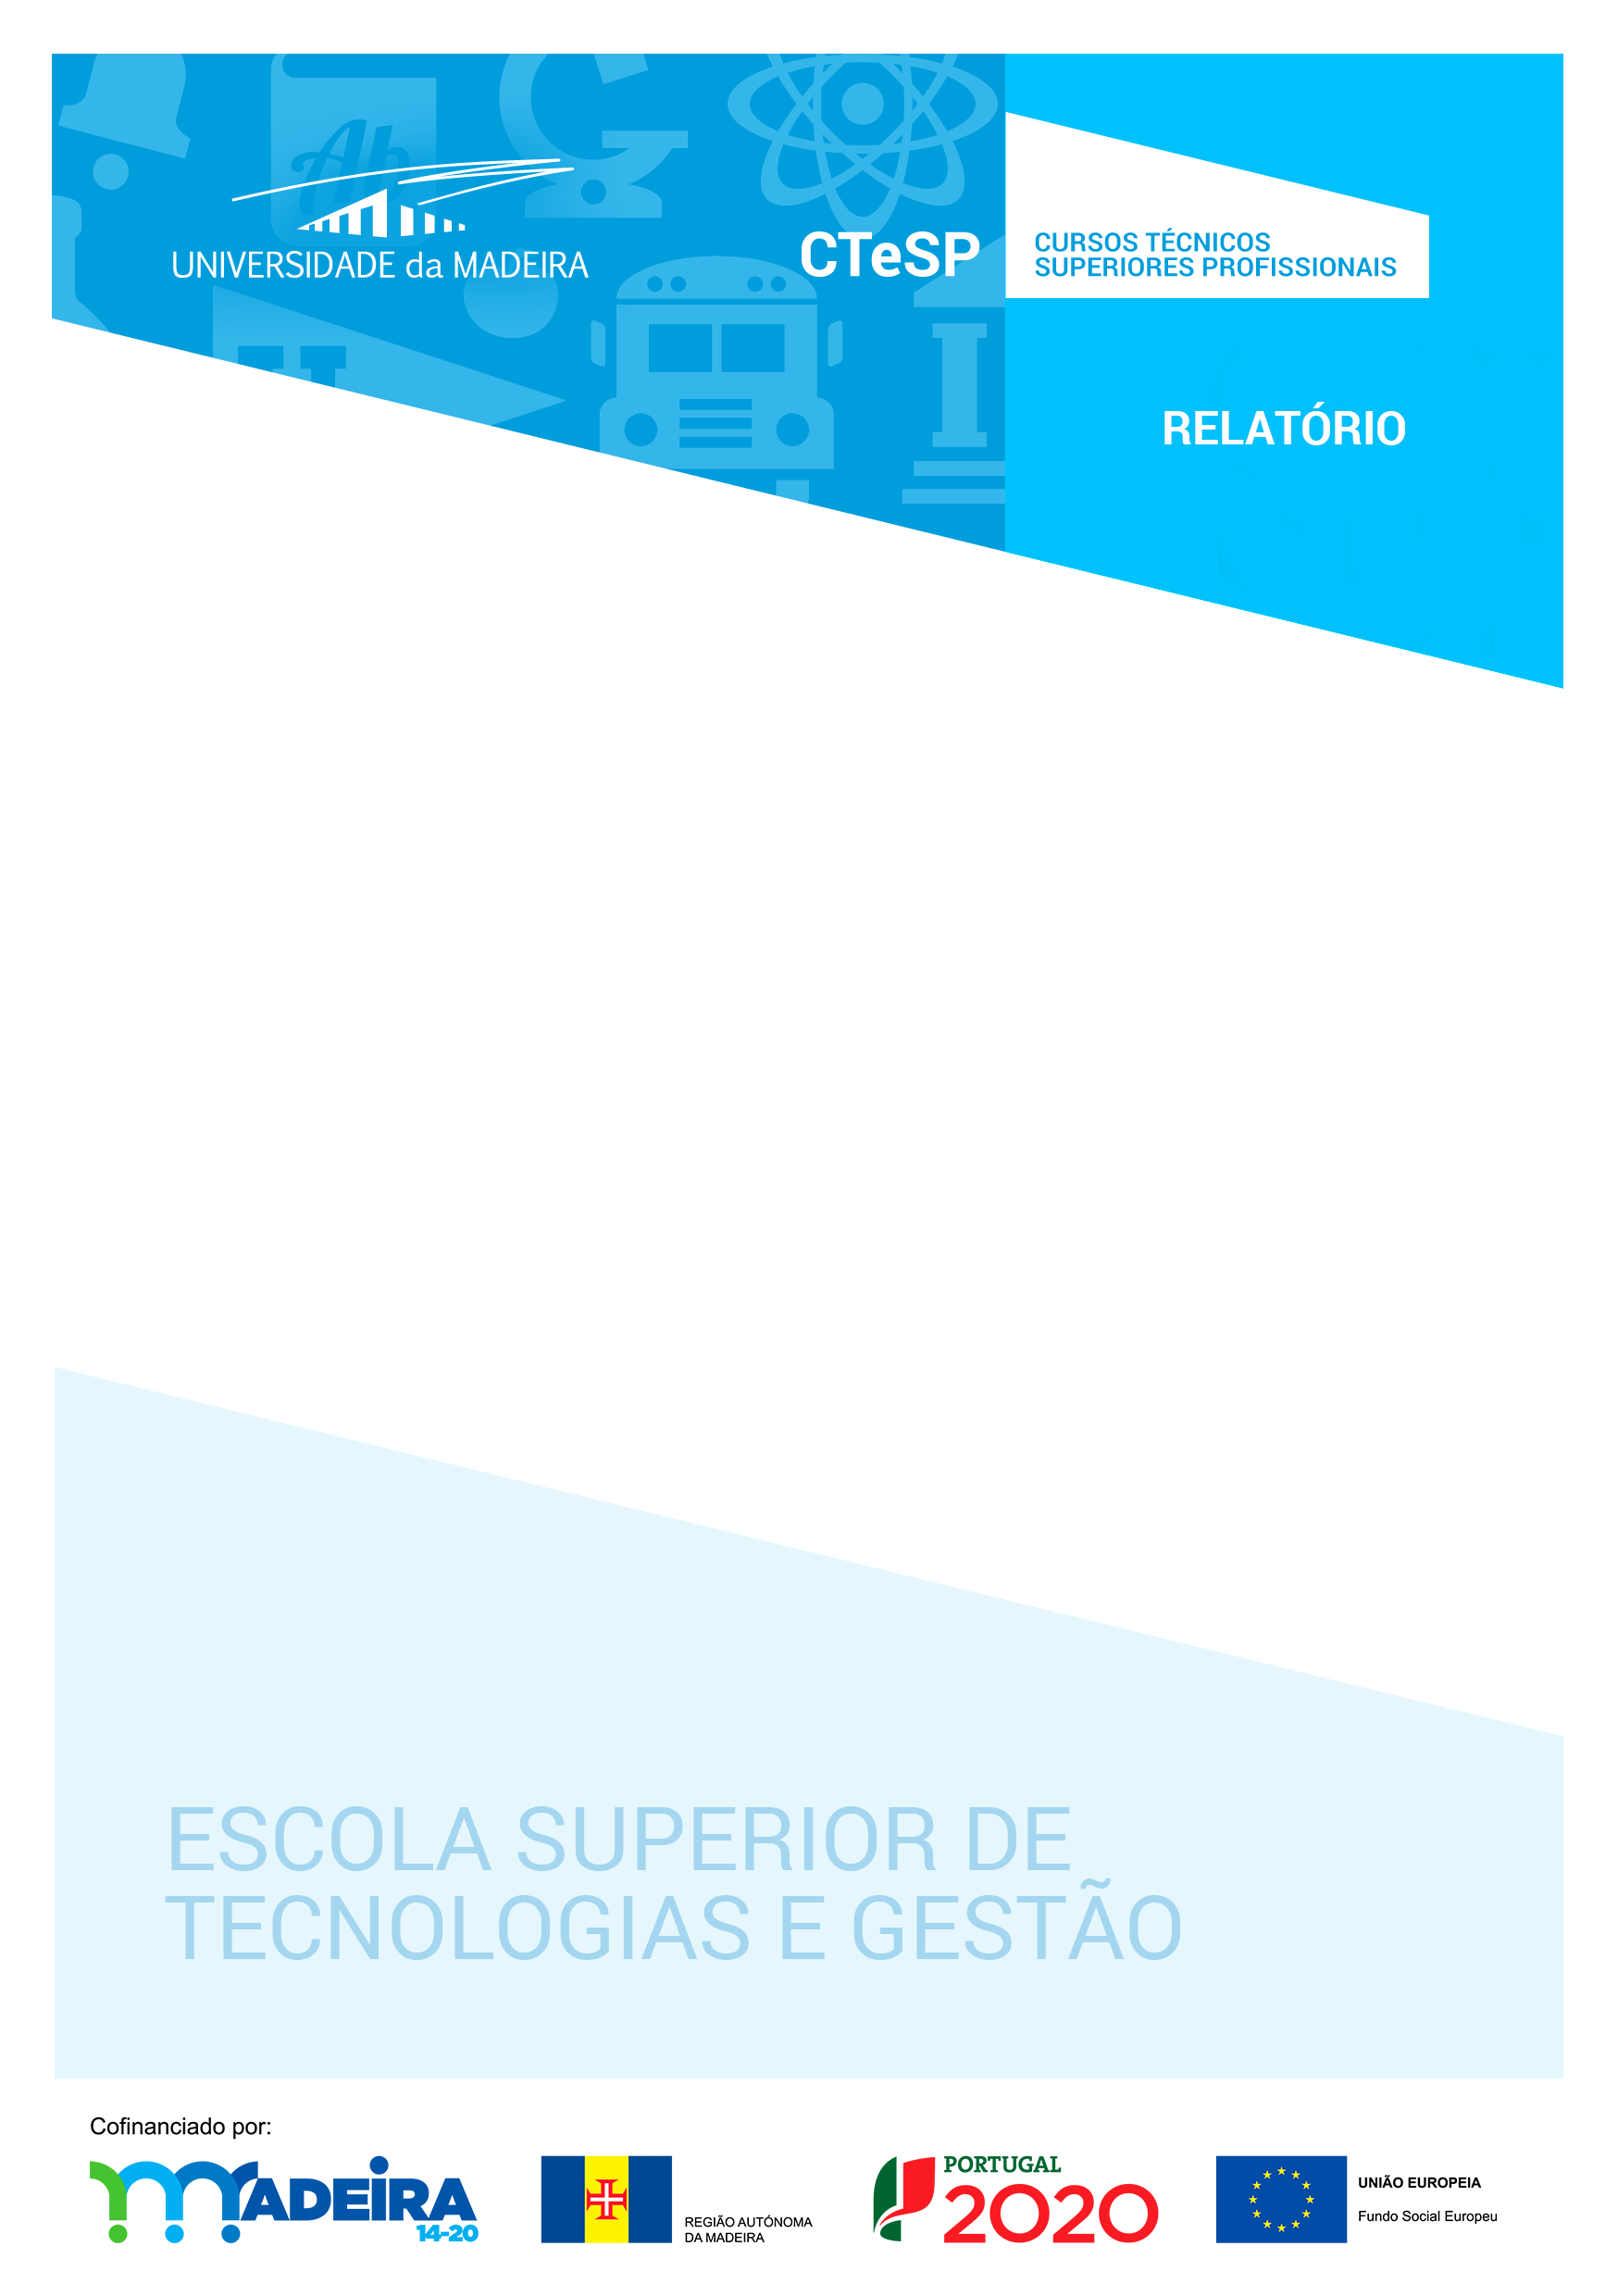 Ab
UNIVERSIDADE da MADEIRA
CTeSP
CURSOS TÉCNICOS
SUPERIORES PROFISSIONAIS
RELATÓRIO
ESCOLA SUPERIOR DE
TECNOLOGIAS E GESTÃO
Cofinanciado por:
MADEIRA
14-20
REGIÃO AUTÓNOMA
DA MADEIRA
PORTUGAL
2020
UNIÃO EUROPEIA
Fundo Social Europeu